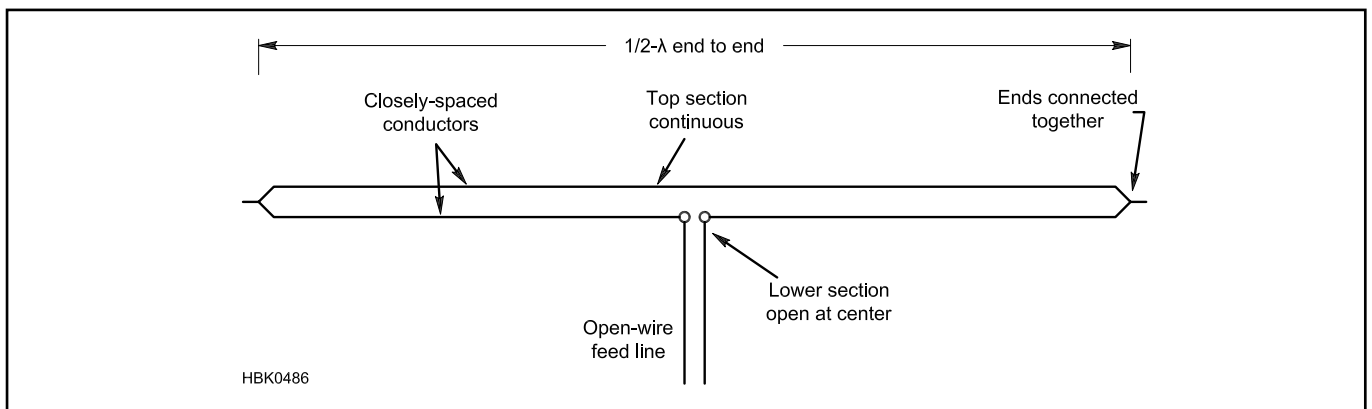 1/2-λ end to end
Closely-spaced
conductors
Top section
continuous
Ends connected
together
Lower section
open at center
Open-wire
feed line
HBK0486